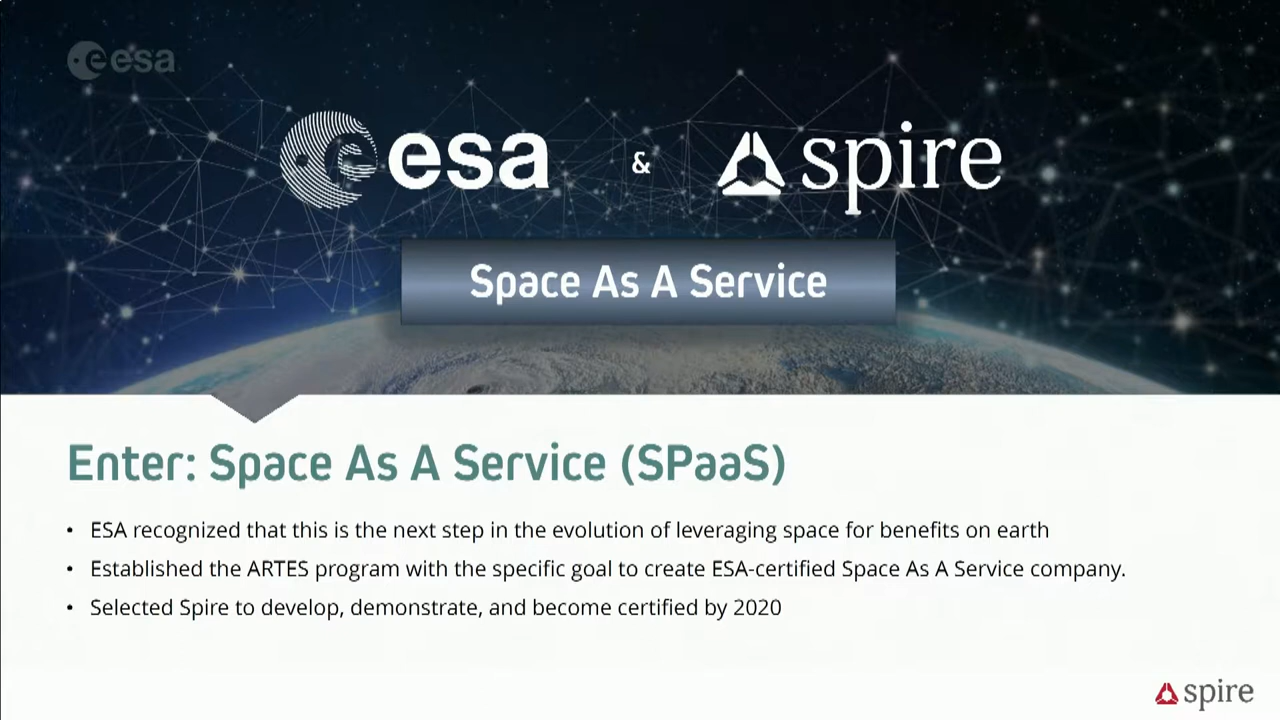 esa
esa & spire
Space As A Service
Enter: Space As A Service (SPaaS)
• ESA recognized that this is the next step in the evolution of leveraging space for benefits on earth
• Established the ARTES program with the specific goal to create ESA-certified Space As A Service company.
• Selected Spire to develop, demonstrate, and become certified by 2020
spire